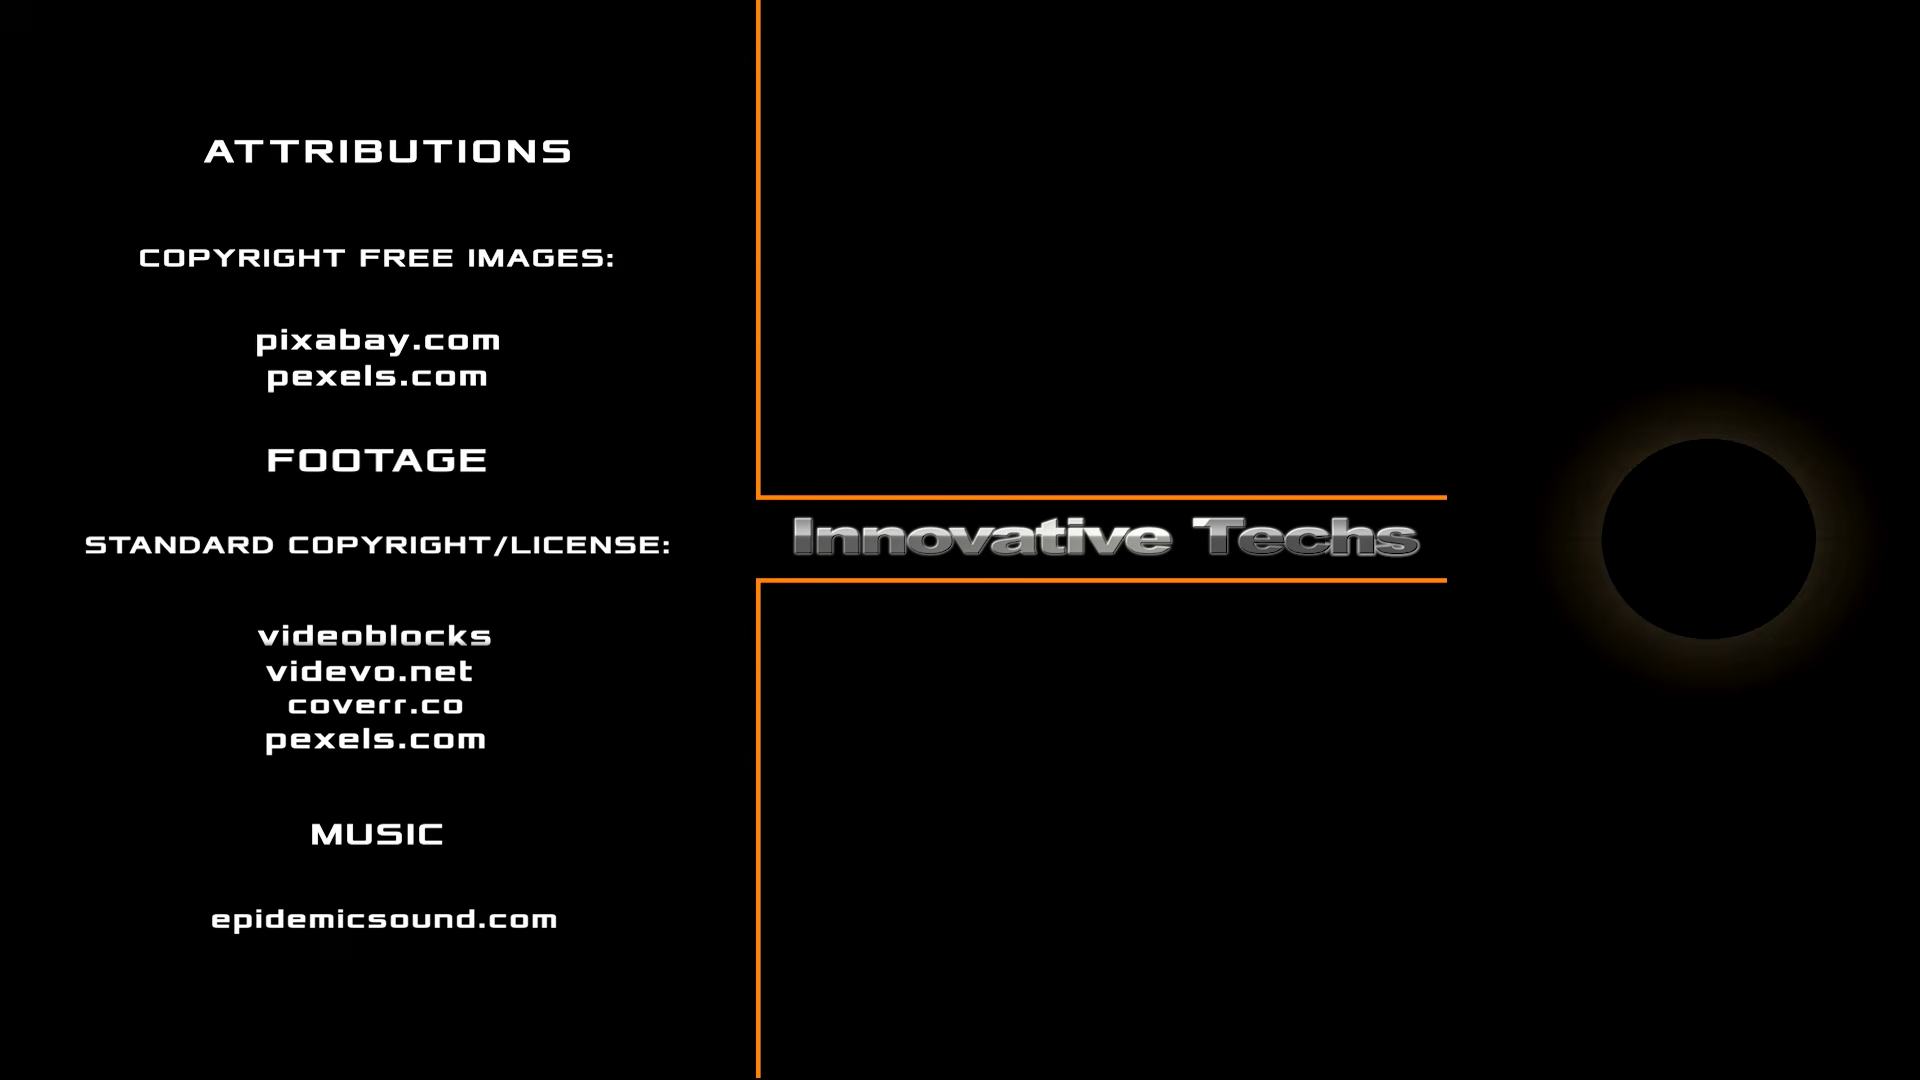 ATTRIBUTIONS
COPYRIGHT FREE IMAGES:
pixabay.com
pexels.com
FOOTAGE
STANDARD COPYRIGHT/LICENSE:
videoblocks
videvo.net
coverr.co
pexels.com
MUSIC
epidemicsound.com
Innovative Techs